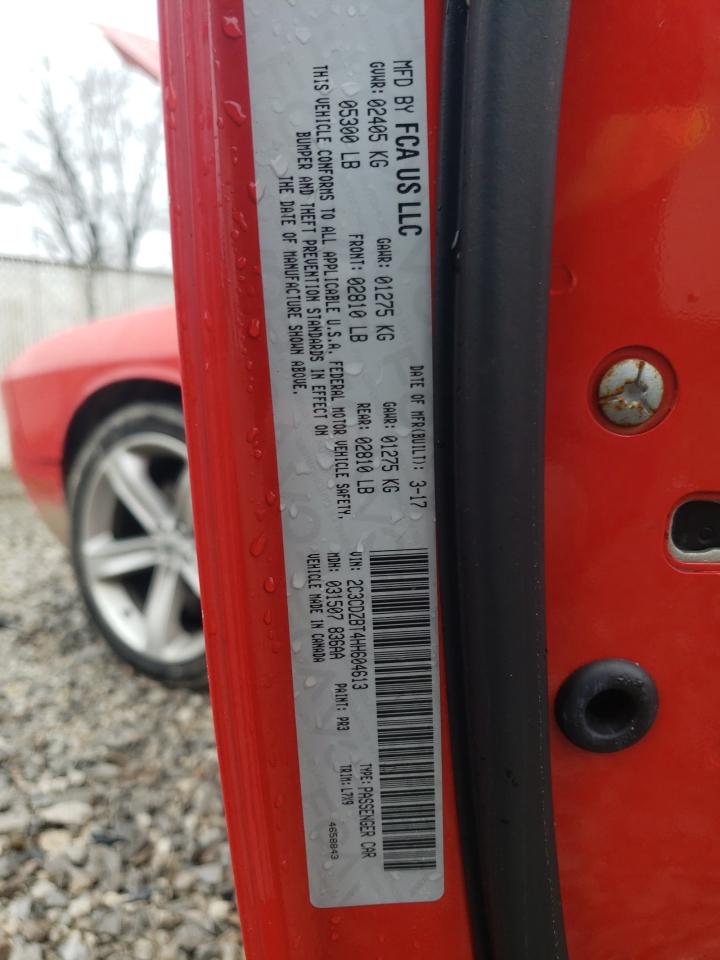 MFD BY FCA US LLC
DATE OF MFR(BUILT): 3-17
GVWR: 02405 KG GAWR: 01275 KG GAWR: 01275 KG
05300 LB FRONT: 02810 LB REAR: 02810 LB
THIS VEHICLE CONFORMS TO ALL APPLICABLE U.S.A. FEDERAL MOTOR VEHICLE SAFETY,
BUMPER AND THEFT PREVENTION STANDARDS IN EFFECT ON
THE DATE OF MANUFACTURE SHOWN ABOVE.
VIN: 2C3CDZBT4HH604613 TYPE: PASSENGER CAR
MDH: 031507 836AA PAINT: PR3 TRIM: L7X9
VEHICLE MADE IN CANADA
4658843